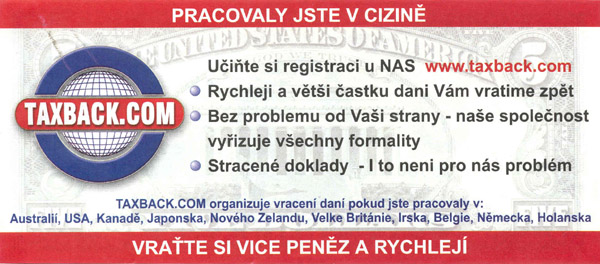 PRACOVALY JSTE V CIZINĚ
THE UNITED STATES OF AMERICA
TAXBACK.COM
Učiňte si registraci u NAS www.taxback.com
Rychleji a větši častku dani Vám vratime zpět
Bez problemu od Vaši strany - naše společnost
vyřizuje všechny formality
Stracené doklady - I to neni pro nás problém
TAXBACK.COM organizuje vracení daní pokud jste pracovaly v:
Australií, USA, Kanadě, Japonska, Nového Zelandu, Velke Británie, Irska, Belgie, Německa, Holanska
VRAŤTE SI VICE PENĚZ A RYCHLEJÍ